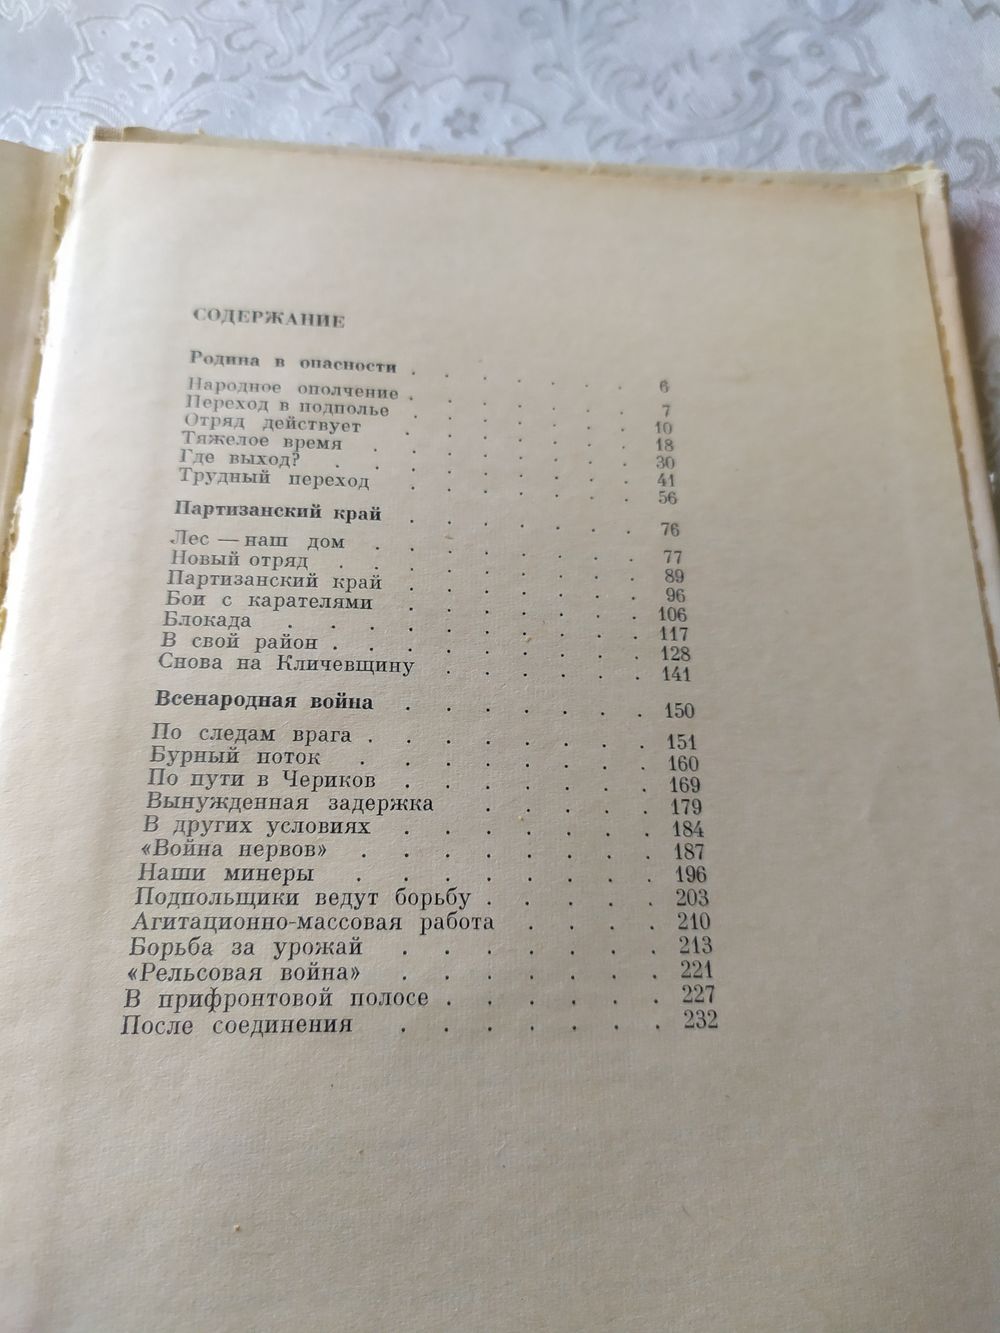 СОДЕРЖАНИЕ
Родина в опасности . . . . . . . 6
Народное ополчение . . . . . . . 7
Переход в подполье . . . . . . . 10
Отряд действует . . . . . . . 18
Тяжелое время . . . . . . . 30
Где выход? . . . . . . . 41
Трудный переход . . . . . . . 56
Партизанский край . . . . . . . 76
Лес — наш дом . . . . . . . 77
Новый отряд . . . . . . . . 89
Партизанский край . . . . . . . 96
Бои с карателями . . . . . . . 106
Блокада . . . . . . . . . 117
В свой район . . . . . . . . 128
Снова на Кличевщину . . . . . . 141
Всенародная война . . . . . . . 150
По следам врага . . . . . . . . 151
Бурный поток . . . . . . . . 160
По пути в Чериков . . . . . . . 169
Вынужденная задержка . . . . . 179
В других условиях . . . . . . . 184
«Война нервов» . . . . . . . . 187
Наши минеры . . . . . . . . 196
Подпольщики ведут борьбу . . . . . 203
Агитационно-массовая работа . . . . 210
Борьба за урожай . . . . . . . 213
«Рельсовая война» . . . . . . . 221
В прифронтовой полосе . . . . . . 227
После соединения . . . . . . . 232